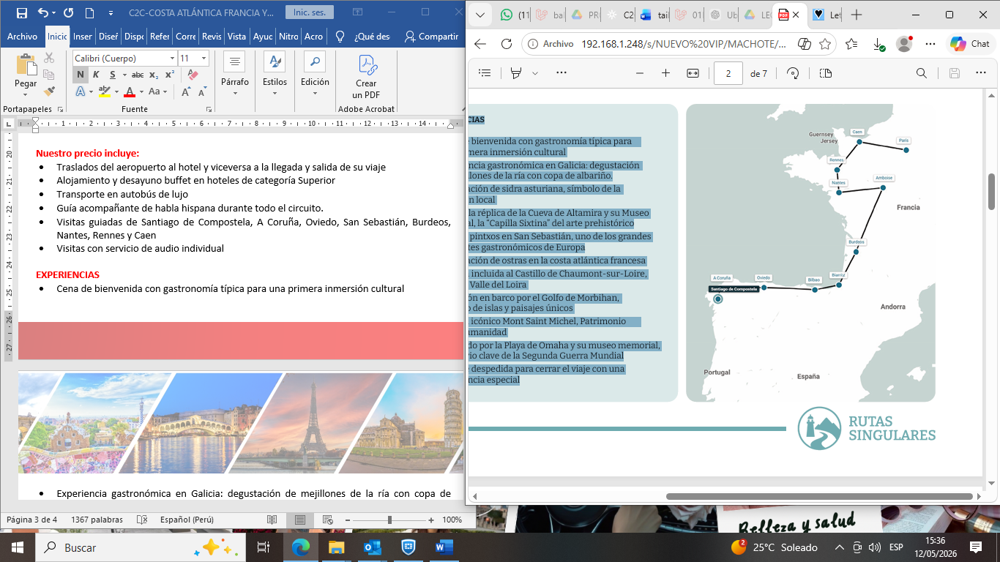 C2C-COSTA ATLÁNTICA FRANCIA Y...
Inic. ses.
Archivo
Inicic
Inser
Diseñ
Dispo
Refer
Corre
Revis
Vista
Ayuc
Nitro
Acro
¿Qué des
Compartir
Pegar
Calibri (Cuerpo)
11
N K S abc x₂ x²
Aa
Párrafo
Estilos
Edición
Crear
un PDF
Portapapeles
Fuente
Adobe Acrobat
1 2 3 4 5 6 7 8 9 10 11 12 13 14
20
21
22
23
24
25
26
27
Nuestro precio incluye:
• Traslados del aeropuerto al hotel y viceversa a la llegada y salida de su viaje
• Alojamiento y desayuno buffet en hoteles de categoría Superior
• Transporte en autobús de lujo
• Guía acompañante de habla hispana durante todo el circuito.
• Visitas guiadas de Santiago de Compostela, A Coruña, Oviedo, San Sebastián, Burdeos,
Nantes, Rennes y Caen
• Visitas con servicio de audio individual
EXPERIENCIAS
• Cena de bienvenida con gastronomía típica para una primera inmersión cultural
• Experiencia gastronómica en Galicia: degustación de mejillones de la ría con copa de
Página 3 de 4
1367 palabras
Español (Perú)
100%
(11
ba
PR
C2
tail
01
Ub
LEC
PDF
Let
Archivo
192.168.1.248/s/NUEVO%20VIP/MACHOTE/...
Chat
2
de 7
CIAS
e bienvenida con gastronomía típica para
imera inmersión cultural
ncia gastronómica en Galicia: degustación
llones de la ría con copa de albariño.
ación de sidra asturiana, símbolo de la
n local
la réplica de la Cueva de Altamira y su Museo
al, la “Capilla Sixtina” del arte prehistórico
pintxos en San Sebastián, uno de los grandes
tes gastronómicos de Europa
ación de ostras en la costa atlántica francesa
incluida al Castillo de Chaumont-sur-Loire,
Valle del Loira
ón en barco por el Golfo de Morbihan,
o de islas y paisajes únicos
icónico Mont Saint Michel, Patrimonio
umanidad
do por la Playa de Omaha y su museo memorial,
io clave de la Segunda Guerra Mundial
e despedida para cerrar el viaje con una
ncia especial
Guernsey
Jersey
Caen
Paris
Rennes
Nantes
Amboise
Francia
Burdeos
Biarriz
Bilbao
Oviedo
A Coruña
Santiago de Compostela
Andorra
Portugal
España
RUTAS
SINGULARES
Belleza y salud
Buscar
2
25°C Soleado
ESP
15:36
12/05/2026